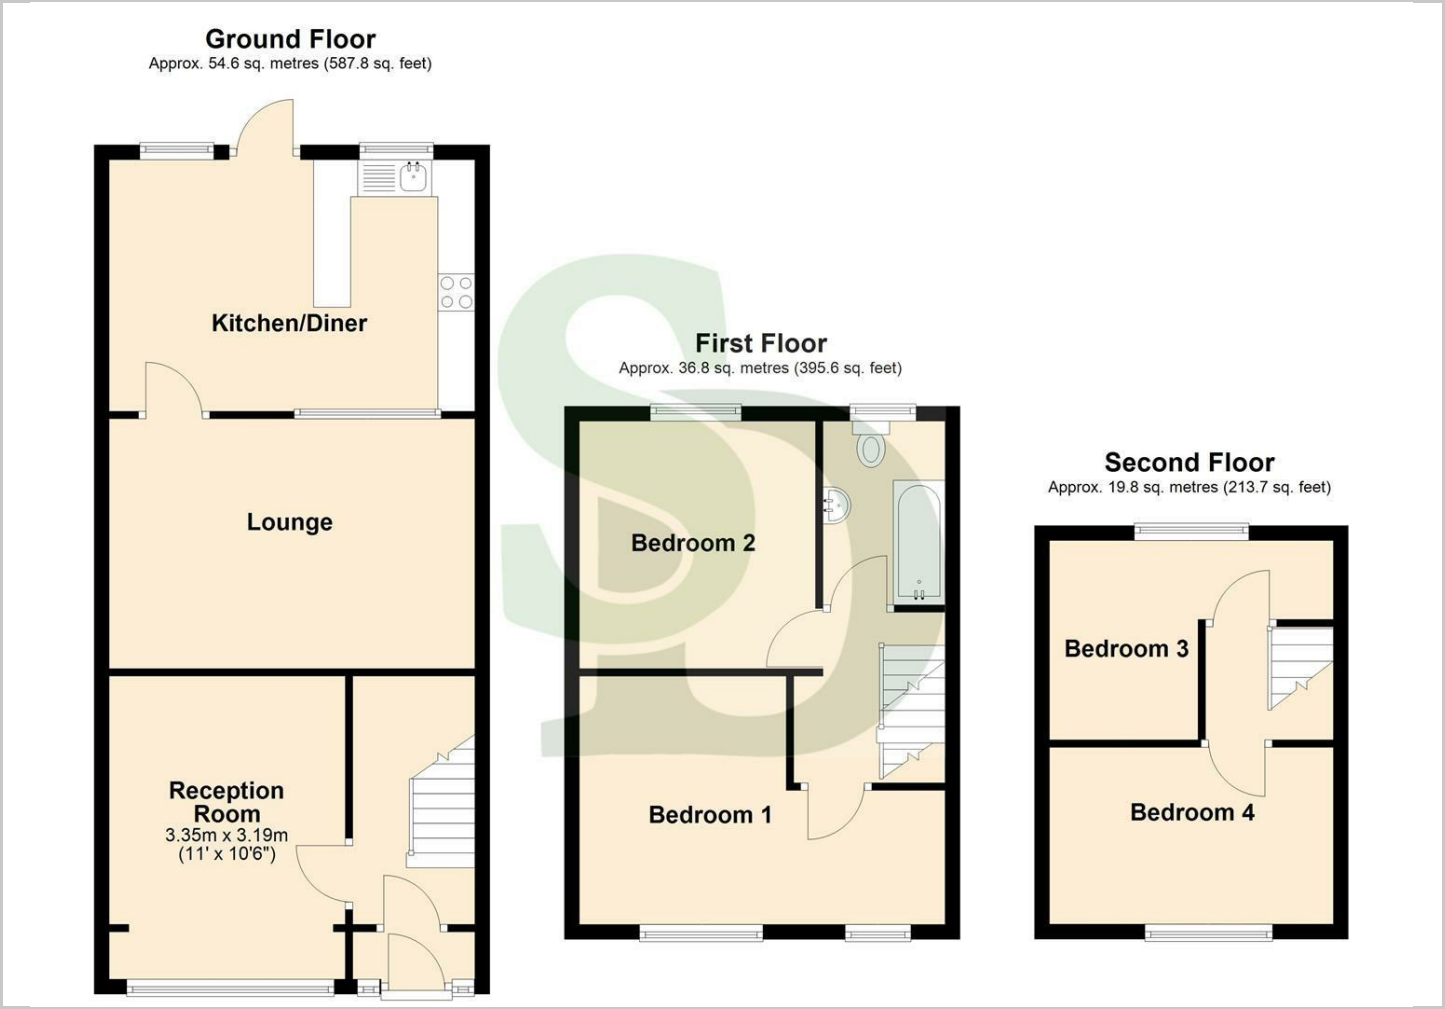 Ground Floor
Approx. 54.6 sq. metres (587.8 sq. feet)
Kitchen/Diner
Lounge
Reception
Room
3.35m x 3.19m
(11' x 10'6")
First Floor
Approx. 36.8 sq. metres (395.6 sq. feet)
Bedroom 2
Bedroom 1
Second Floor
Approx. 19.8 sq. metres (213.7 sq. feet)
Bedroom 3
Bedroom 4
SD